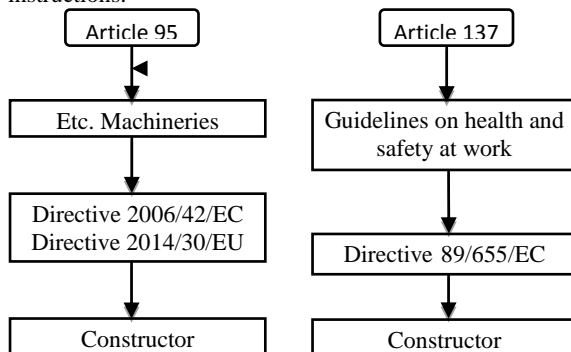 instructions.
Article 95
Article 137
Etc. Machineries
Guidelines on health and
safety at work
Directive 2006/42/EC
Directive 2014/30/EU
Directive 89/655/EC
Constructor
Constructor